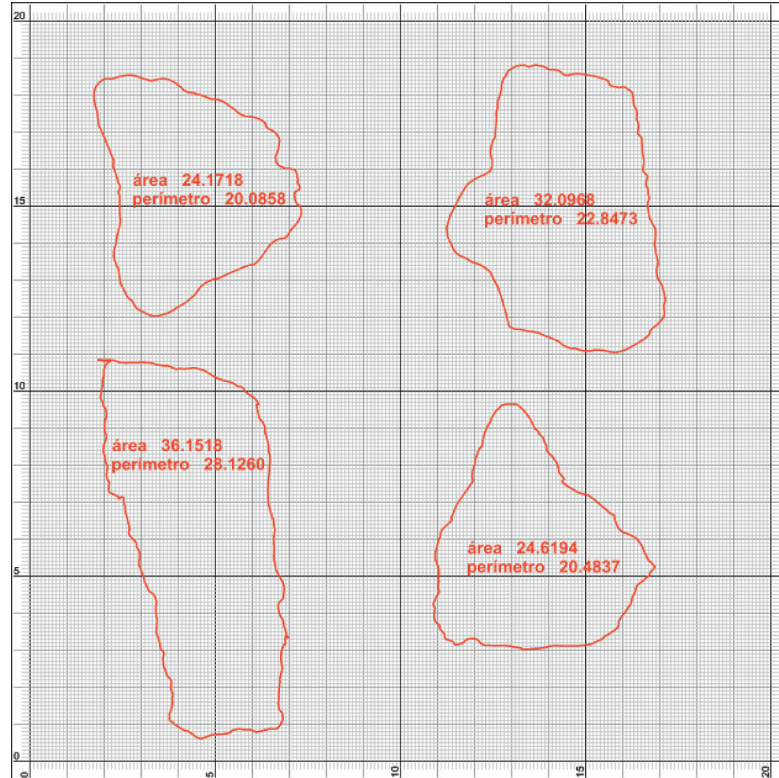 20
área 24.1718
perímetro 20.0858
área 32.0968
perímetro 22.8473
15
10
área 36.1518
perímetro 28.1260
área 24.6194
perímetro 20.4837
5
0
0 5 10 15 20